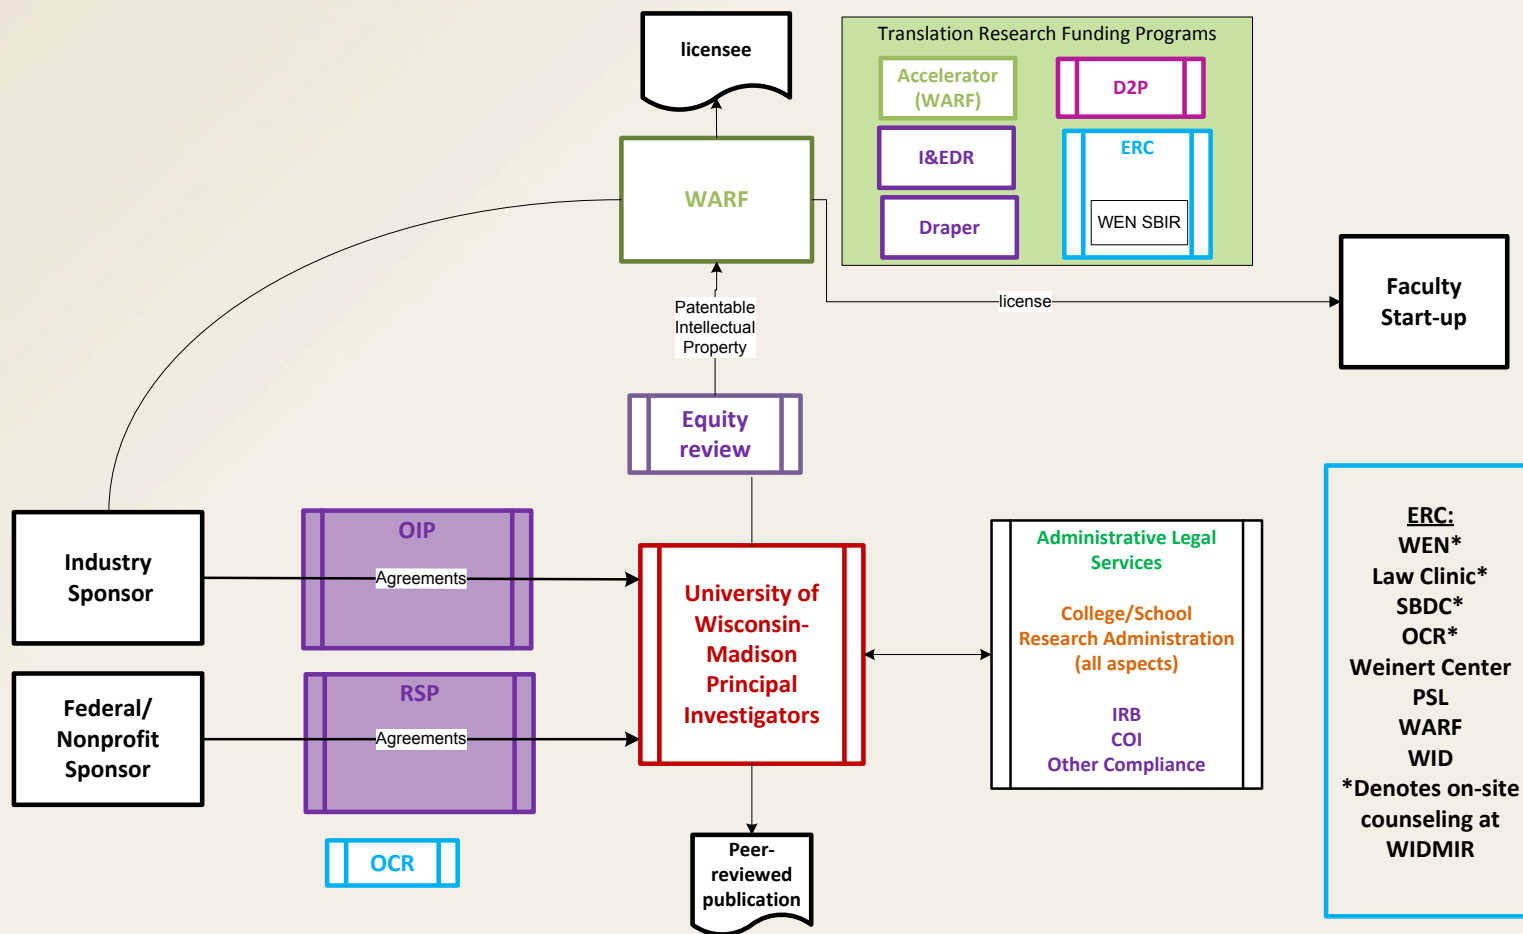 licensee
Translation Research Funding Programs
Accelerator
(WARF)
D2P
I&EDR
ERC
Draper
WEN SBIR
WARF
Patentable
Intellectual
Property
license
Faculty
Start-up
Equity
review
Industry
Sponsor
OIP
Agreements
Federal/
Nonprofit
Sponsor
RSP
Agreements
OCR
University of
Wisconsin-
Madison
Principal
Investigators
Administrative Legal
Services
College/School
Research Administration
(all aspects)
IRB
COI
Other Compliance
Peer-
reviewed
publication
ERC:
WEN*
Law Clinic*
SBDC*
OCR*
Weinert Center
PSL
WARF
WID
*Denotes on-site
counseling at
WIDMIR